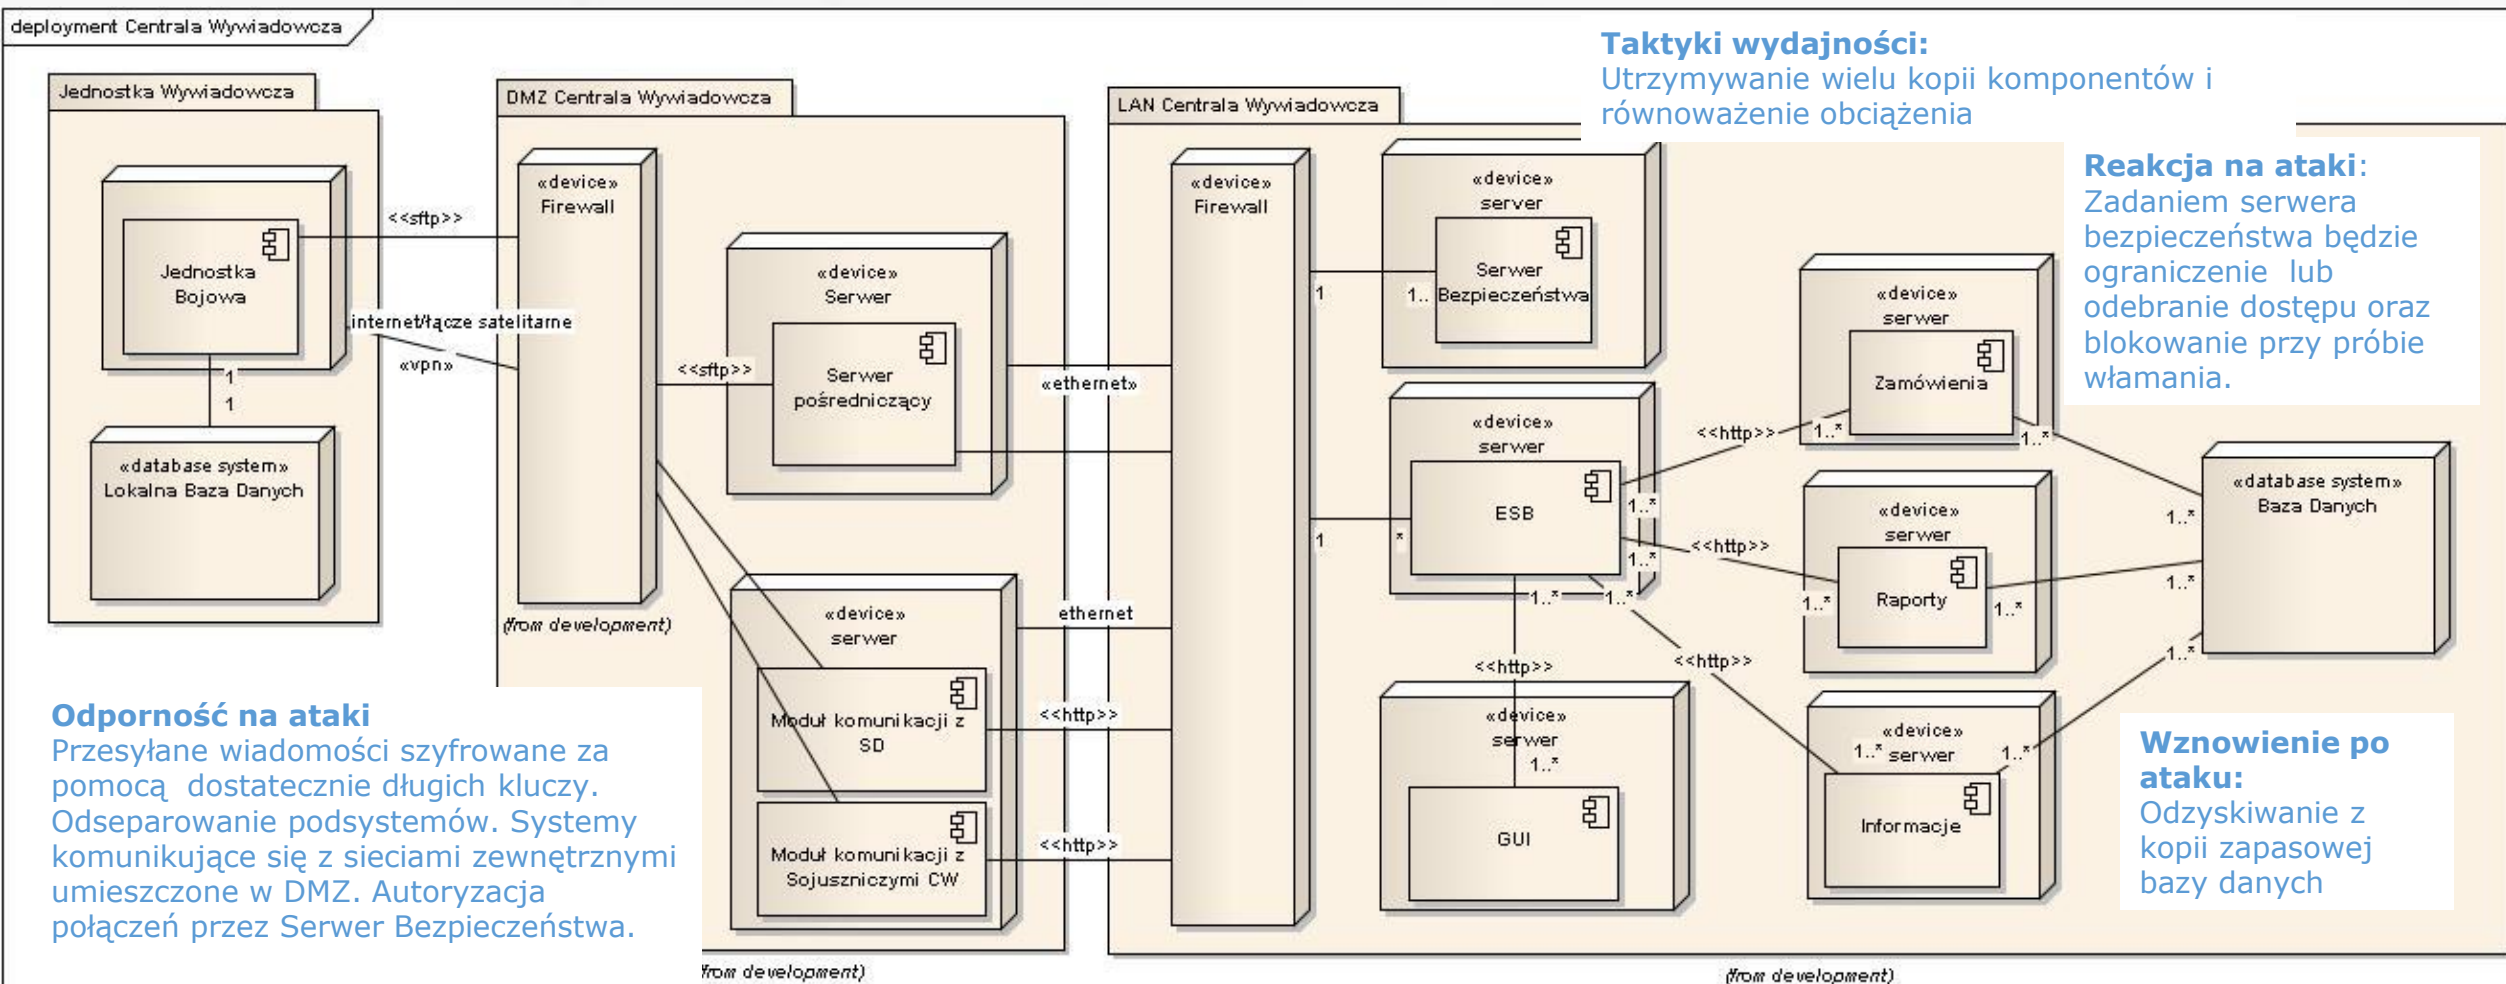 deployment Centrala Wywiadowcza
Taktyki wydajności:
Utrzymywanie wielu kopii komponentów i
równoważenie obciążenia
Jednostka Wywiadowcza
Jednostka
Bojowa
1
1
«database system»
Lokalna Baza Danych
<<sftp>>
internet/łącze satelitarne
«vpn»
DMZ Centrala Wywiadowcza
«device»
Firewall
(from development)
<<sftp>>
«device»
Serwer
Serwer
pośredniczący
«device»
serwer
Moduł komunikacji z
SD
Moduł komunikacji z
Sojuszniczymi CW
(from development)
«ethernet»
ethernet
<<http>>
<<http>>
LAN Centrala Wywiadowcza
«device»
Firewall
1
1
«device»
server
Serwer
Bezpieczeństwa
1..
«device»
serwer
ESB
*
1..*
1..*
1..*
1..*
<<http>>
<<http>>
<<http>>
<<http>>
«device»
serwer
1..*
GUI
«device»
serwer
Zamówienia
1..*
1..*
«device»
serwer
Raporty
1..*
1..*
«device»
serwer
1..*
1..*
Informacje
«database system»
Baza Danych
1..*
1..*
1..*
(from development)
Reakcja na ataki:
Zadaniem serwera
bezpieczeństwa będzie
ograniczenie  lub
odebranie dostępu oraz
blokowanie przy próbie
włamania.
Odporność na ataki
Przesyłane wiadomości szyfrowane za
pomocą  dostatecznie długich kluczy.
Odseparowanie podsystemów. Systemy
komunikujące się z sieciami zewnętrznymi
umieszczone w DMZ. Autoryzacja
połączeń przez Serwer Bezpieczeństwa.
Wznowienie po
ataku:
Odzyskiwanie z
kopii zapasowej
bazy danych